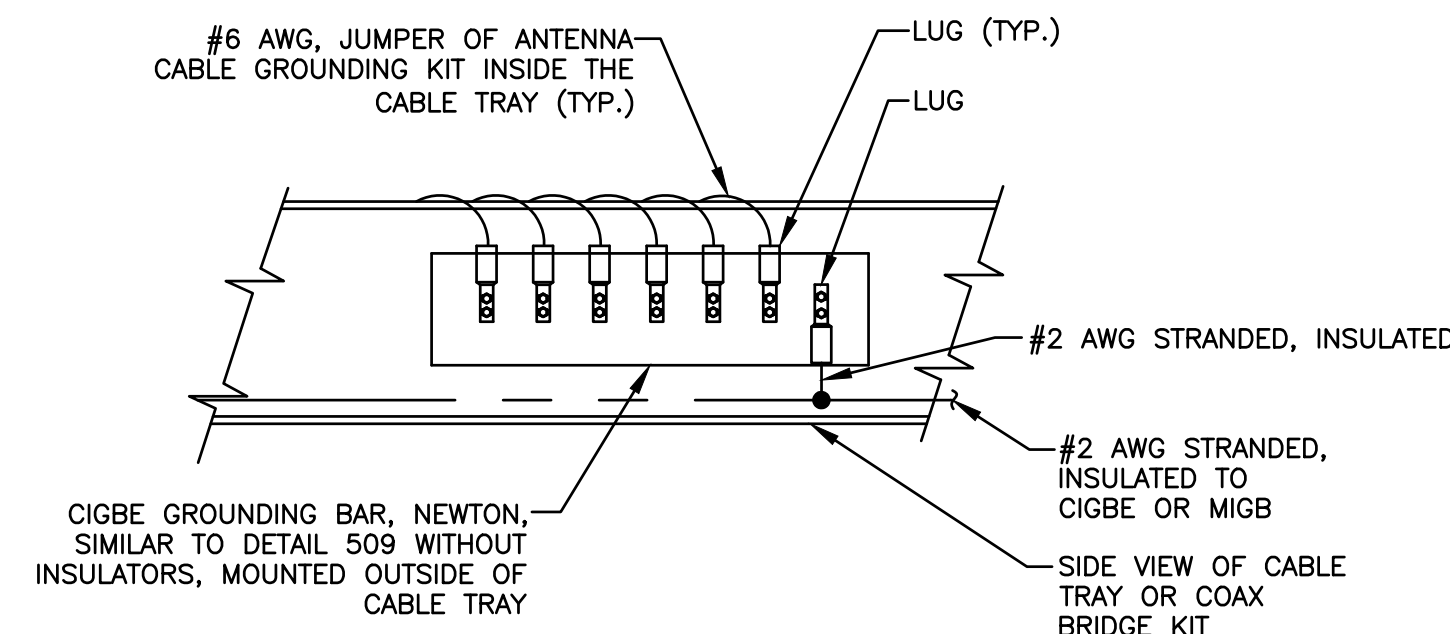 #6 AWG, JUMPER OF ANTENNA
CABLE GROUNDING KIT INSIDE THE
CABLE TRAY (TYP.)
LUG (TYP.)
LUG
#2 AWG STRANDED, INSULATED
#2 AWG STRANDED,
INSULATED TO
CIGBE OR MIGB
CIGBE GROUNDING BAR, NEWTON,
SIMILAR TO DETAIL 509 WITHOUT
INSULATORS, MOUNTED OUTSIDE OF
CABLE TRAY
SIDE VIEW OF CABLE
TRAY OR COAX
BRIDGE KIT